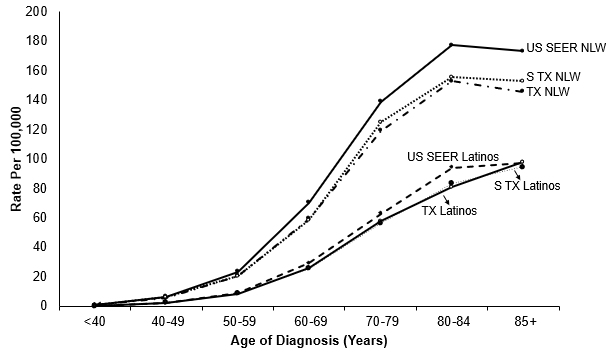 200
180
160
140
120
100
80
60
40
20
0
Rate Per 100,000
US SEER NLW
S TX NLW
TX NLW
US SEER Latinos
S TX Latinos
TX Latinos
<40 40-49 50-59 60-69 70-79 80-84 85+
Age of Diagnosis (Years)